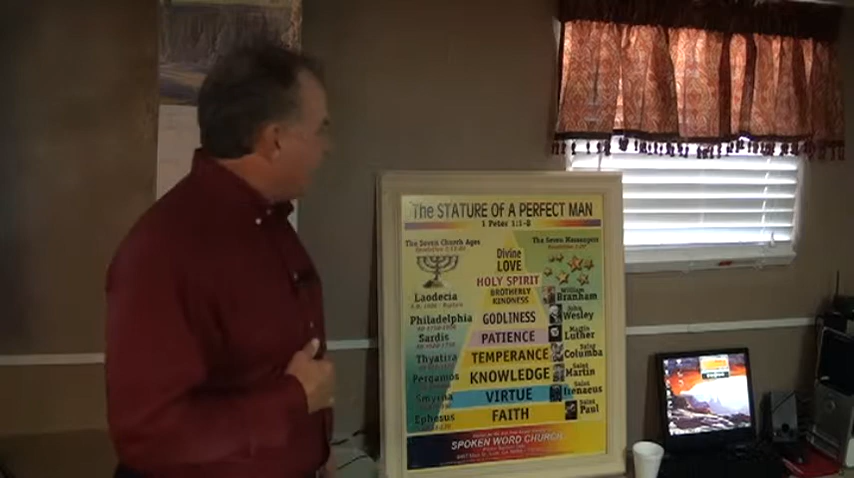 The STATURE OF A PERFECT MAN
1 Peter 1:1-8
The Seven Church Ages
The Seven Messengers
Divine
LOVE
HOLY SPIRIT
BROTHERLY
KINDNESS
GODLINESS
PATIENCE
TEMPERANCE
KNOWLEDGE
VIRTUE
FAITH
Laodecia
Philadelphia
Sardis
Thyatira
Pergamos
Smyrna
Ephesus
William
Branham
John
Wesley
Martin
Luther
Saint
Columba
Saint
Martin
Saint
Irenaeus
Saint
Paul
SPOKEN WORD CHURCH